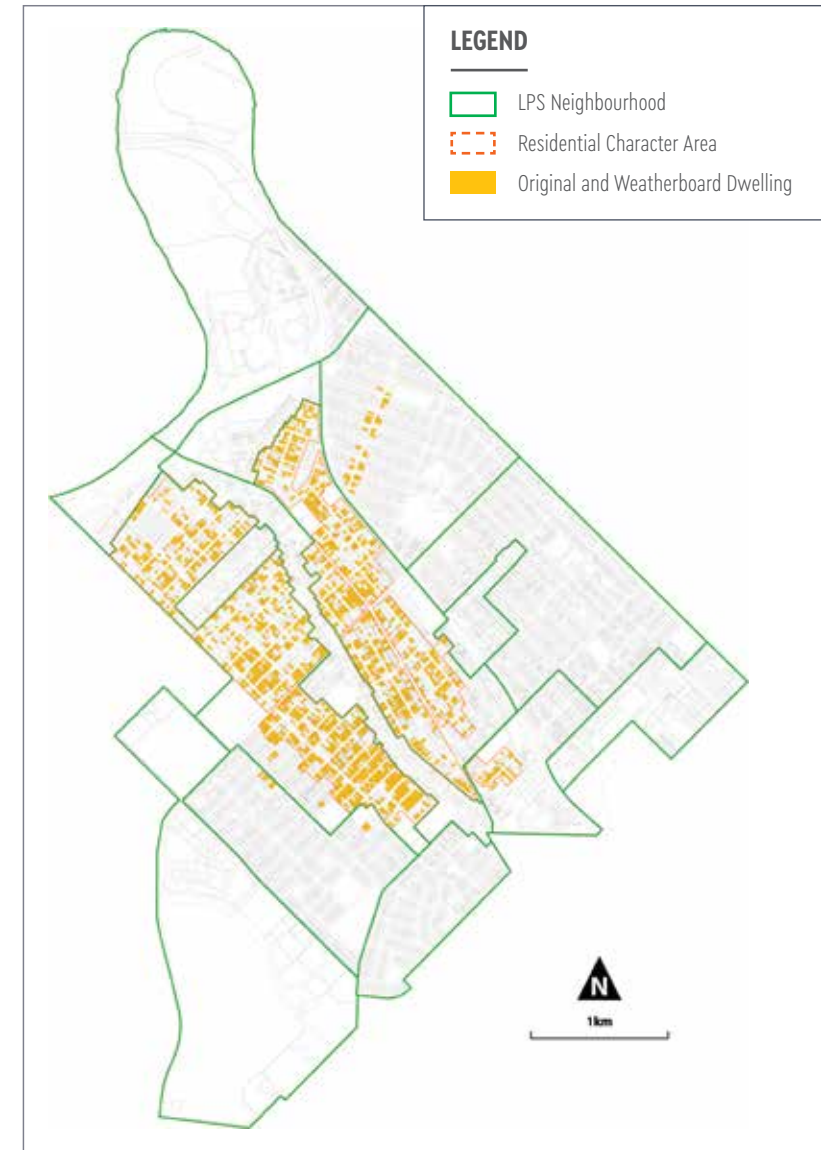 LEGEND
LPS Neighbourhood
Residential Character Area
Original and Weatherboard Dwelling
N
1km